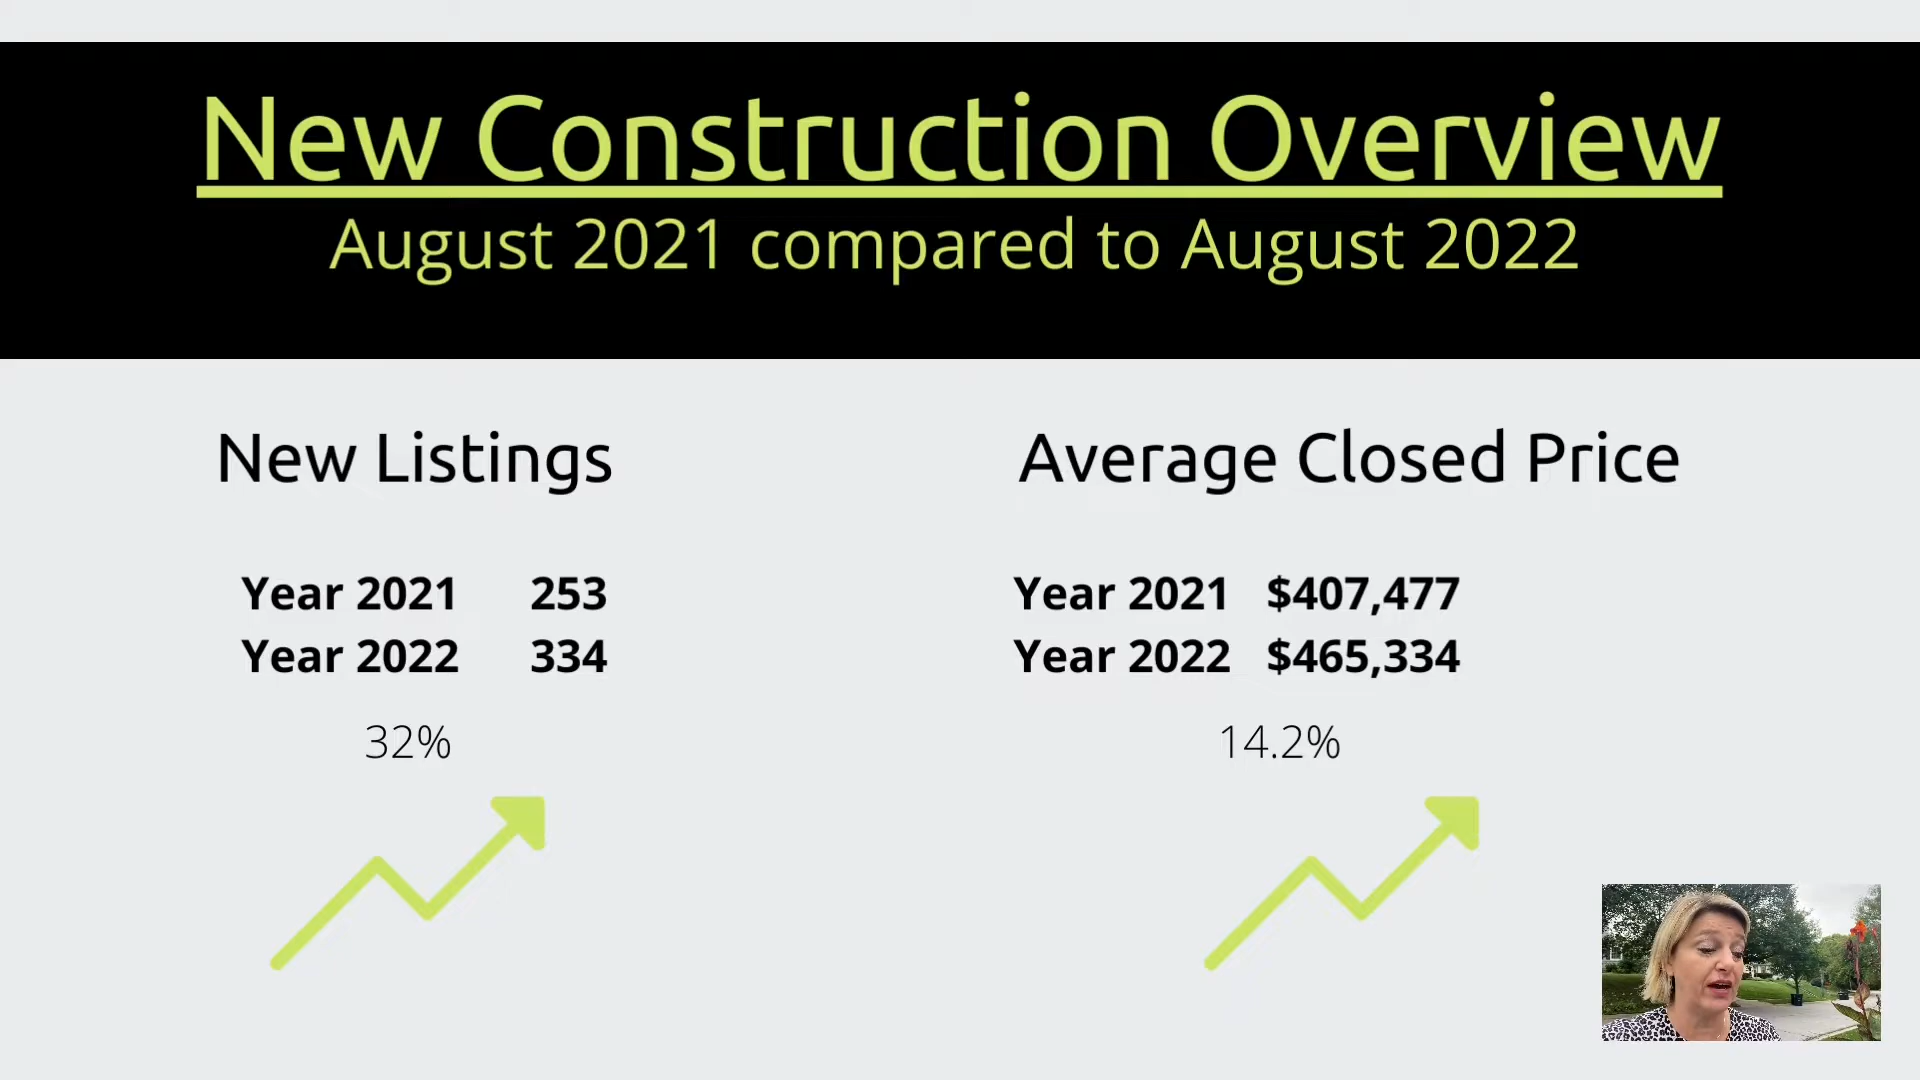 New Construction Overview
August 2021 compared to August 2022
New Listings
Year 2021 253
Year 2022 334
32%
Average Closed Price
Year 2021 $407,477
Year 2022 $465,334
14.2%